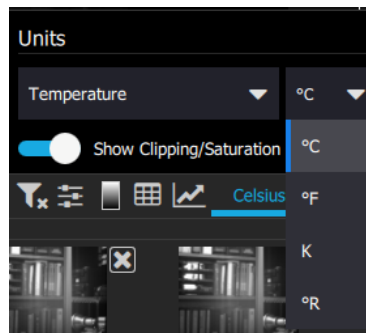 Units
Temperature °C
Show Clipping/Saturation °C
Celsius °F
K
°R